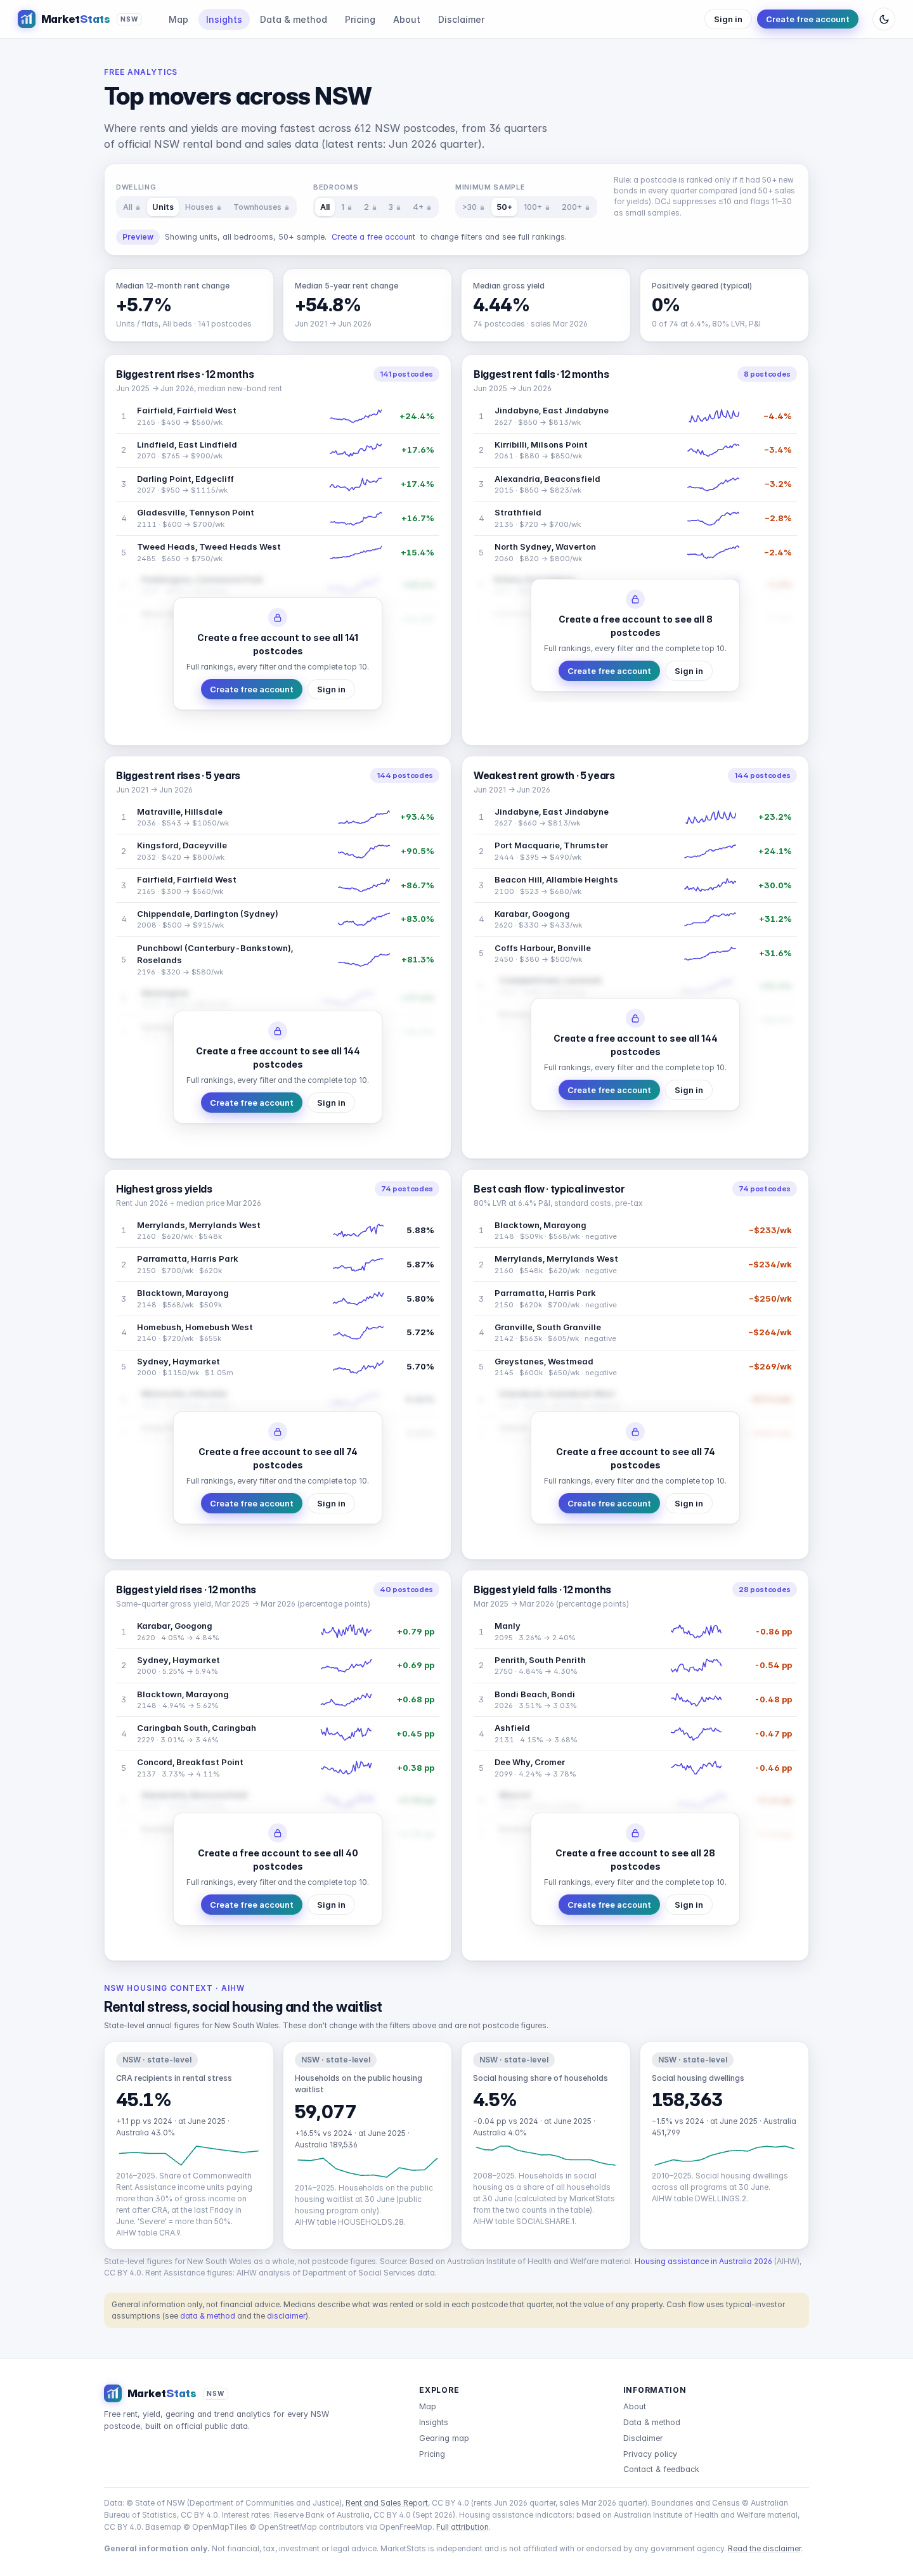 MarketStats NSW Map Insights Data & method Pricing About Disclaimer Sign in Create free account
FREE ANALYTICS
Top movers across NSW
Where rents and yields are moving fastest across 612 NSW postcodes, from 36 quarters
of official NSW rental bond and sales data (latest rents: Jun 2026 quarter).
DWELLING
All Units Houses Townhouses
BEDROOMS
All 1 2 3 4+
MINIMUM SAMPLE
>30 50+ 100+ 200+
Rule: a postcode is ranked only if it had 50+ new
bonds in every quarter compared (and 50+ sales
for yields). DCJ suppresses ≤10 and flags 11–30
as small samples.
Preview Showing units, all bedrooms, 50+ sample. Create a free account to change filters and see full rankings.
Median 12-month rent change
+5.7%
Units / flats, All beds · 141 postcodes
Median 5-year rent change
+54.8%
Jun 2021 → Jun 2026
Median gross yield
4.44%
74 postcodes · sales Mar 2026
Positively geared (typical)
0%
0 of 74 at 6.4%, 80% LVR, P&I
Biggest rent rises · 12 months 141 postcodes
Jun 2025 → Jun 2026, median new-bond rent
1 Fairfield, Fairfield West +24.4%
2165 · $450 → $560/wk
2 Lindfield, East Lindfield +17.6%
2070 · $765 → $900/wk
3 Darling Point, Edgecliff +17.4%
2027 · $950 → $1115/wk
4 Gladesville, Tennyson Point +16.7%
2111 · $600 → $700/wk
5 Tweed Heads, Tweed Heads West +15.4%
2485 · $650 → $750/wk
Create a free account to see all 141
postcodes
Full rankings, every filter and the complete top 10.
Create free account Sign in
Biggest rent falls · 12 months 8 postcodes
Jun 2025 → Jun 2026
1 Jindabyne, East Jindabyne −4.4%
2627 · $850 → $813/wk
2 Kirribilli, Milsons Point −3.4%
2061 · $880 → $850/wk
3 Alexandria, Beaconsfield −3.2%
2015 · $850 → $823/wk
4 Strathfield −2.8%
2135 · $720 → $700/wk
5 North Sydney, Waverton −2.4%
2060 · $820 → $800/wk
Create a free account to see all 8
postcodes
Full rankings, every filter and the complete top 10.
Create free account Sign in
Biggest rent rises · 5 years 144 postcodes
Jun 2021 → Jun 2026
1 Matraville, Hillsdale +93.4%
2036 · $543 → $1050/wk
2 Kingsford, Daceyville +90.5%
2032 · $420 → $800/wk
3 Fairfield, Fairfield West +86.7%
2165 · $300 → $560/wk
4 Chippendale, Darlington (Sydney) +83.0%
2008 · $500 → $915/wk
5 Punchbowl (Canterbury-Bankstown),
Roselands +81.3%
2196 · $320 → $580/wk
Create a free account to see all 144
postcodes
Full rankings, every filter and the complete top 10.
Create free account Sign in
Weakest rent growth · 5 years 144 postcodes
Jun 2021 → Jun 2026
1 Jindabyne, East Jindabyne +23.2%
2627 · $660 → $813/wk
2 Port Macquarie, Thrumster +24.1%
2444 · $395 → $490/wk
3 Beacon Hill, Allambie Heights +30.0%
2100 · $523 → $680/wk
4 Karabar, Googong +31.2%
2620 · $330 → $433/wk
5 Coffs Harbour, Bonville +31.6%
2450 · $380 → $500/wk
Create a free account to see all 144
postcodes
Full rankings, every filter and the complete top 10.
Create free account Sign in
Highest gross yields 74 postcodes
Rent Jun 2026 ÷ median price Mar 2026
1 Merrylands, Merrylands West 5.88%
2160 · $620/wk · $548k
2 Parramatta, Harris Park 5.87%
2150 · $700/wk · $620k
3 Blacktown, Marayong 5.80%
2148 · $568/wk · $509k
4 Homebush, Homebush West 5.72%
2140 · $720/wk · $655k
5 Sydney, Haymarket 5.70%
2000 · $1150/wk · $1.05m
Create a free account to see all 74
postcodes
Full rankings, every filter and the complete top 10.
Create free account Sign in
Best cash flow · typical investor 74 postcodes
80% LVR at 6.4% P&I, standard costs, pre-tax
1 Blacktown, Marayong −$233/wk
2148 · $509k · $568/wk · negative
2 Merrylands, Merrylands West −$234/wk
2160 · $548k · $620/wk · negative
3 Parramatta, Harris Park −$250/wk
2150 · $620k · $700/wk · negative
4 Granville, South Granville −$264/wk
2142 · $563k · $605/wk · negative
5 Greystanes, Westmead −$269/wk
2145 · $600k · $650/wk · negative
Create a free account to see all 74
postcodes
Full rankings, every filter and the complete top 10.
Create free account Sign in
Biggest yield rises · 12 months 40 postcodes
Same-quarter gross yield, Mar 2025 → Mar 2026 (percentage points)
1 Karabar, Googong +0.79 pp
2620 · 4.05% → 4.84%
2 Sydney, Haymarket +0.69 pp
2000 · 5.25% → 5.94%
3 Blacktown, Marayong +0.68 pp
2148 · 4.94% → 5.62%
4 Caringbah South, Caringbah +0.45 pp
2229 · 3.01% → 3.46%
5 Concord, Breakfast Point +0.38 pp
2137 · 3.73% → 4.11%
Create a free account to see all 40
postcodes
Full rankings, every filter and the complete top 10.
Create free account Sign in
Biggest yield falls · 12 months 28 postcodes
Mar 2025 → Mar 2026 (percentage points)
1 Manly -0.86 pp
2095 · 3.26% → 2.40%
2 Penrith, South Penrith -0.54 pp
2750 · 4.84% → 4.30%
3 Bondi Beach, Bondi -0.48 pp
2026 · 3.51% → 3.03%
4 Ashfield -0.47 pp
2131 · 4.15% → 3.68%
5 Dee Why, Cromer -0.46 pp
2099 · 4.24% → 3.78%
Create a free account to see all 28
postcodes
Full rankings, every filter and the complete top 10.
Create free account Sign in
NSW HOUSING CONTEXT · AIHW
Rental stress, social housing and the waitlist
State-level annual figures for New South Wales. These don't change with the filters above and are not postcode figures.
NSW · state-level
CRA recipients in rental stress
45.1%
+1.1 pp vs 2024 · at June 2025 ·
Australia 43.0%
2016–2025. Share of Commonwealth
Rent Assistance income units paying
more than 30% of gross income on
rent after CRA, at the last Friday in
June. 'Severe' = more than 50%.
AIHW table CRA.9.
NSW · state-level
Households on the public housing
waitlist
59,077
+16.5% vs 2024 · at June 2025 ·
Australia 189,536
2014–2025. Households on the public
housing waitlist at 30 June (public
housing program only).
AIHW table HOUSEHOLDS.28.
NSW · state-level
Social housing share of households
4.5%
−0.04 pp vs 2024 · at June 2025 ·
Australia 4.0%
2008–2025. Households in social
housing as a share of all households
at 30 June (calculated by MarketStats
from the two counts in the table).
AIHW table SOCIALSHARE.1.
NSW · state-level
Social housing dwellings
158,363
−1.5% vs 2024 · at June 2025 · Australia
451,799
2010–2025. Social housing dwellings
across all programs at 30 June.
AIHW table DWELLINGS.2.
State-level figures for New South Wales as a whole, not postcode figures. Source: Based on Australian Institute of Health and Welfare material. Housing assistance in Australia 2026 (AIHW),
CC BY 4.0. Rent Assistance figures: AIHW analysis of Department of Social Services data.
General information only, not financial advice. Medians describe what was rented or sold in each postcode that quarter, not the value of any property. Cash flow uses typical-investor
assumptions (see data & method and the disclaimer).
MarketStats NSW
Free rent, yield, gearing and trend analytics for every NSW
postcode, built on official public data.
EXPLORE
Map
Insights
Gearing map
Pricing
INFORMATION
About
Data & method
Disclaimer
Privacy policy
Contact & feedback
Data: © State of NSW (Department of Communities and Justice), Rent and Sales Report, CC BY 4.0 (rents Jun 2026 quarter, sales Mar 2026 quarter). Boundaries and Census © Australian
Bureau of Statistics, CC BY 4.0. Interest rates: Reserve Bank of Australia, CC BY 4.0 (Sept 2026). Housing assistance indicators: based on Australian Institute of Health and Welfare material,
CC BY 4.0. Basemap © OpenMapTiles © OpenStreetMap contributors via OpenFreeMap. Full attribution.
General information only. Not financial, tax, investment or legal advice. MarketStats is independent and is not affiliated with or endorsed by any government agency. Read the disclaimer.